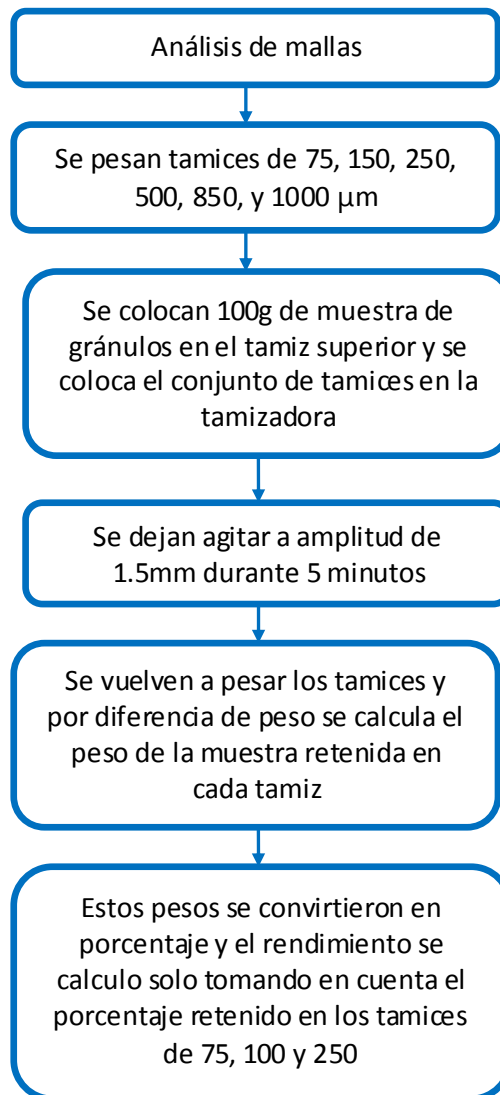 Análisis de mallas
Se pesan tamices de 75, 150, 250,
500, 850, y 1000 µm
Se colocan 100g de muestra de
gránulos en el tamiz superior y se
coloca el conjunto de tamices en la
tamizadora
Se dejan agitar a amplitud de
1.5mm durante 5 minutos
Se vuelven a pesar los tamices y
por diferencia de peso se calcula el
peso de la muestra retenida en
cada tamiz
Estos pesos se convirtieron en
porcentaje y el rendimiento se
calculo solo tomando en cuenta el
porcentaje retenido en los tamices
de 75, 100 y 250